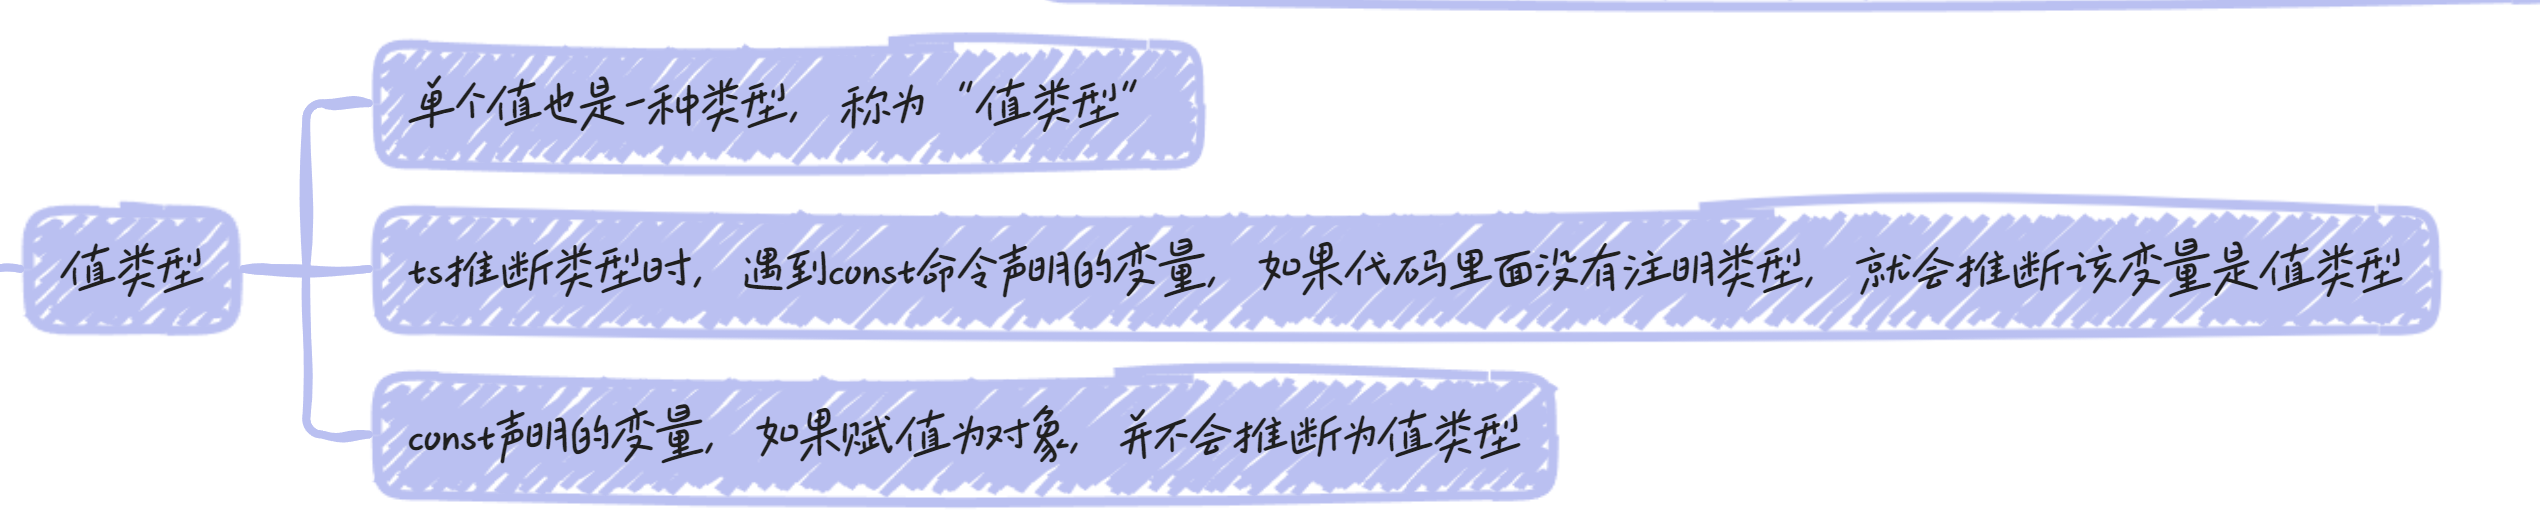 单个值也是一种类型，称为“值类型”
值类型
ts推断类型时，遇到const命令声明的变量，如果代码里面没有注明类型，就会推断该变量是值类型
const声明的变量，如果赋值为对象，并不会推断为值类型